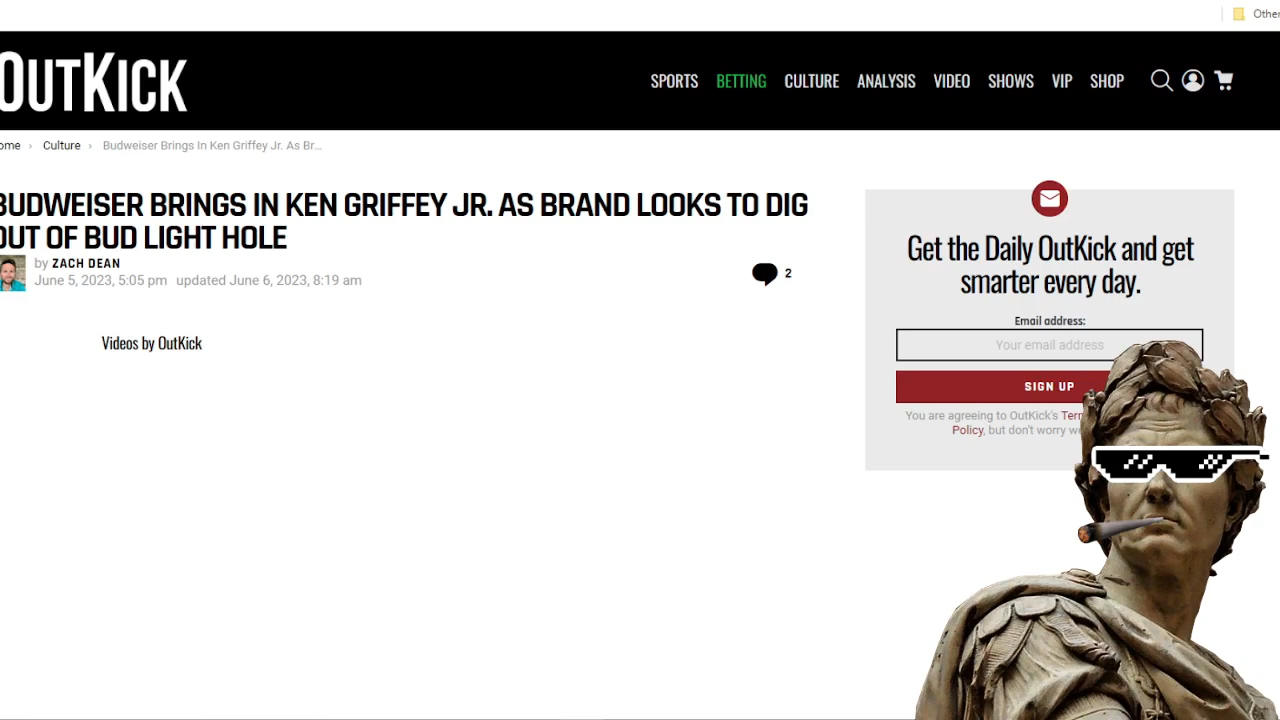 Other
OUTKICK
SPORTS BETTING CULTURE ANALYSIS VIDEO SHOWS VIP SHOP
ome › Culture › Budweiser Brings In Ken Griffey Jr. As Br...
BUDWEISER BRINGS IN KEN GRIFFEY JR. AS BRAND LOOKS TO DIG
OUT OF BUD LIGHT HOLE
by ZACH DEAN
June 5, 2023, 5:05 pm updated June 6, 2023, 8:19 am
2
Videos by OutKick
Get the Daily OutKick and get
smarter every day.
Email address:
Your email address
SIGN UP
You are agreeing to OutKick's Ter
Policy, but don't worry w